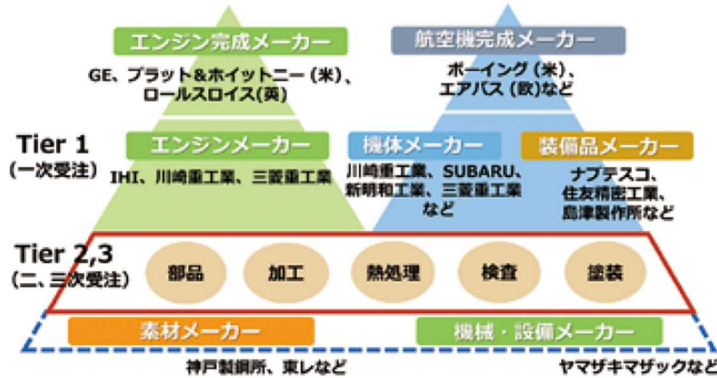 エンジン完成メーカー
GE、プラット&ホイットニー(米)、
ロールスロイス(英)
航空機完成メーカー
ボーイング(米)、
エアバス(欧)など
Tier 1
(一次受注)
エンジンメーカー
IHI、川崎重工業、三菱重工業
機体メーカー
川崎重工業、SUBARU、
新明和工業、三菱重工業
など
装備品メーカー
ナブテスコ、
住友精密工業、
島津製作所など
Tier 2,3
(二、三次受注)
部品
加工
熱処理
検査
塗装
素材メーカー
神戸製鋼所、東レなど
機械・設備メーカー
ヤマザキマザックなど